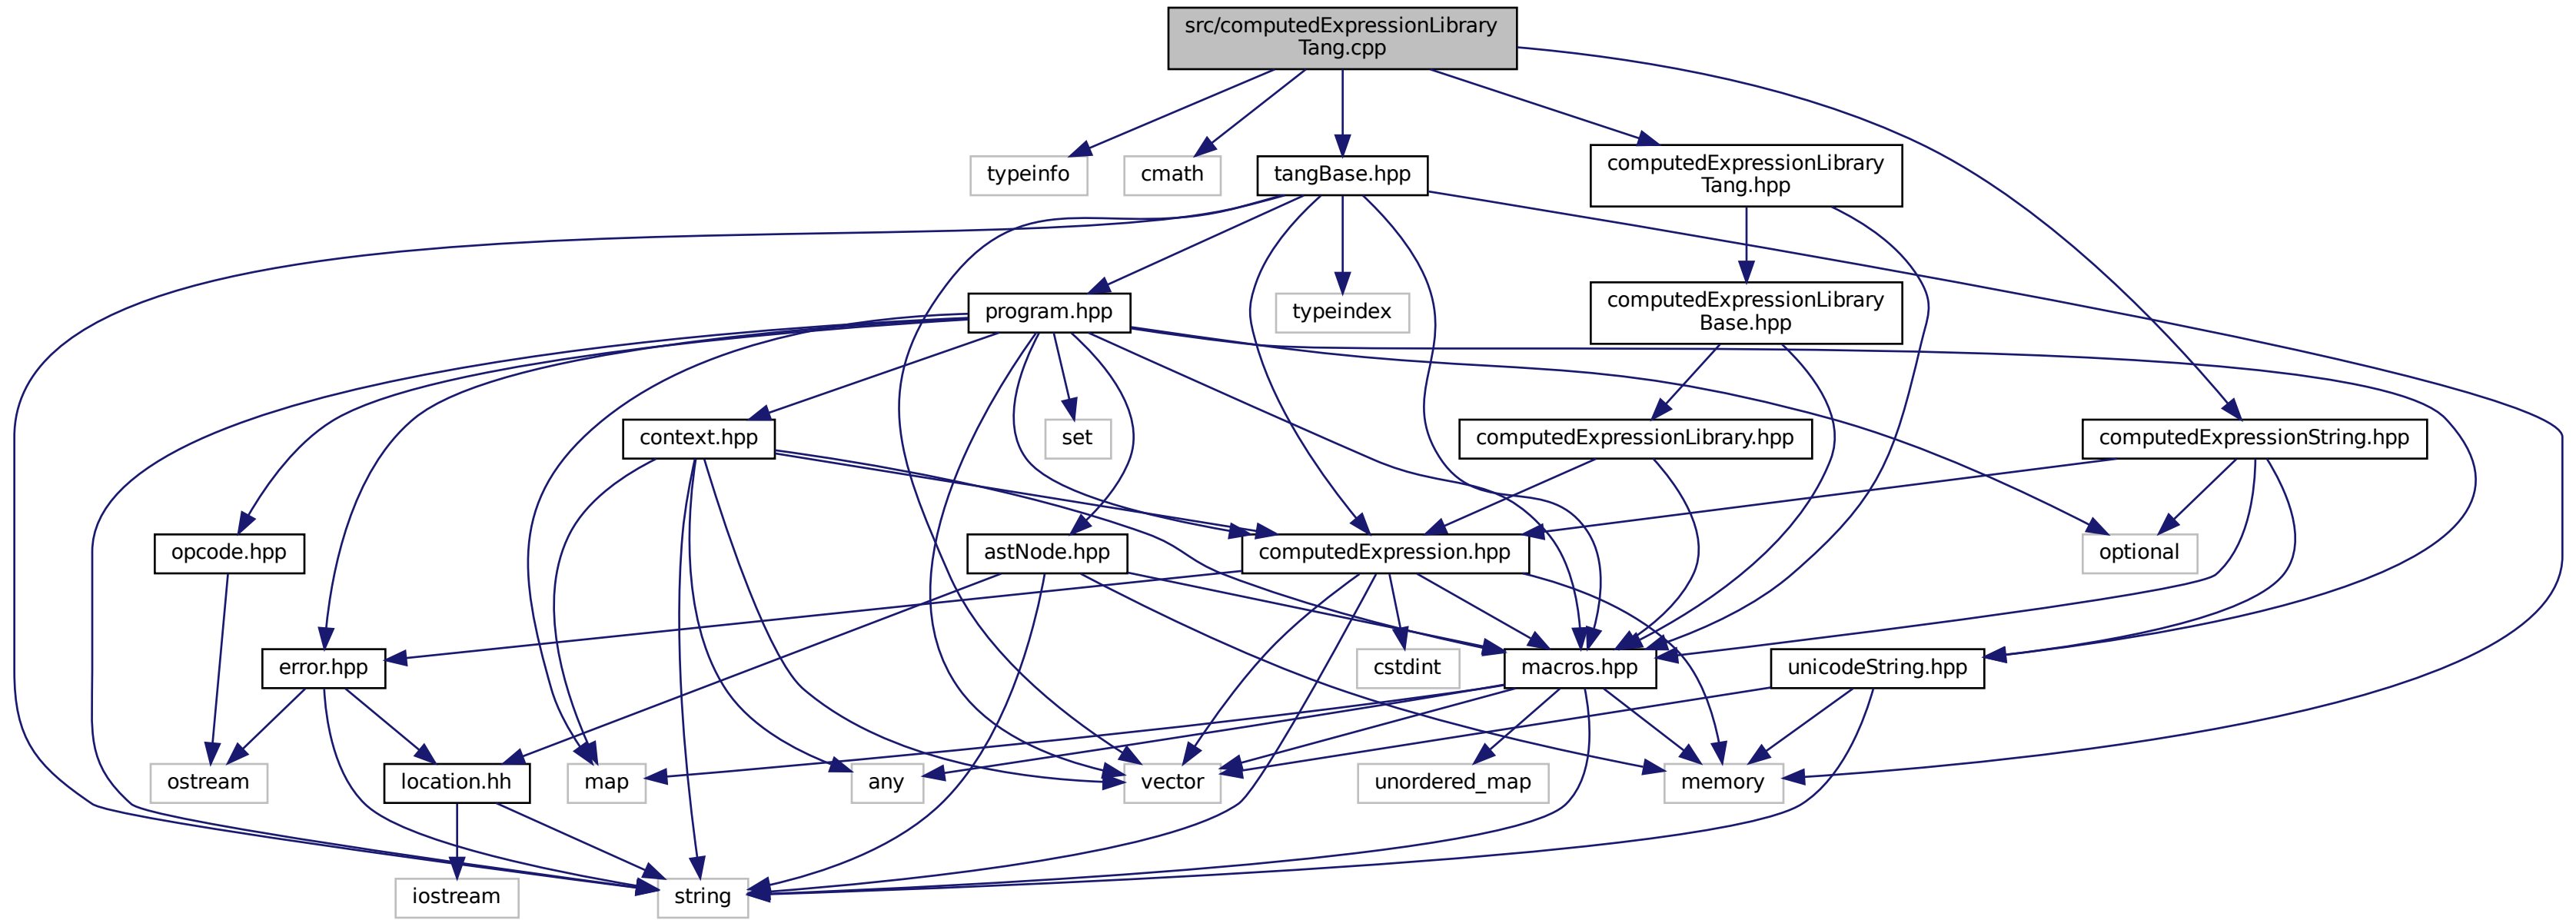 src/computedExpressionLibrary
Tang.cpp
typeinfo
cmath
tangBase.hpp
computedExpressionLibrary
Tang.hpp
program.hpp
typeindex
computedExpressionLibrary
Base.hpp
context.hpp
set
computedExpressionLibrary.hpp
computedExpressionString.hpp
opcode.hpp
astNode.hpp
computedExpression.hpp
optional
error.hpp
cstdint
macros.hpp
unicodeString.hpp
ostream
location.hh
map
any
vector
unordered_map
memory
iostream
string